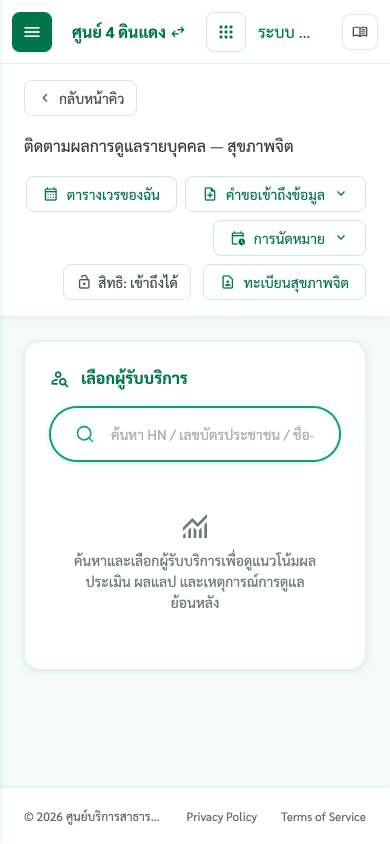 ศูนย์ 4 ดินแดง
ระบบ ...
กลับหน้าคิว
ติดตามผลการดูแลรายบุคคล — สุขภาพจิต
ตารางเวรของฉัน
คำขอเข้าถึงข้อมูล
การนัดหมาย
สิทธิ: เข้าถึงได้
ทะเบียนสุขภาพจิต
เลือกผู้รับบริการ
ค้นหา HN / เลขบัตรประชาชน / ชื่อ-
ค้นหาและเลือกผู้รับบริการเพื่อดูแนวโน้มผล
ประเมิน ผลแลป และเหตุการณ์การดูแล
ย้อนหลัง
© 2026 ศูนย์บริการสาธาร...
Privacy Policy
Terms of Service